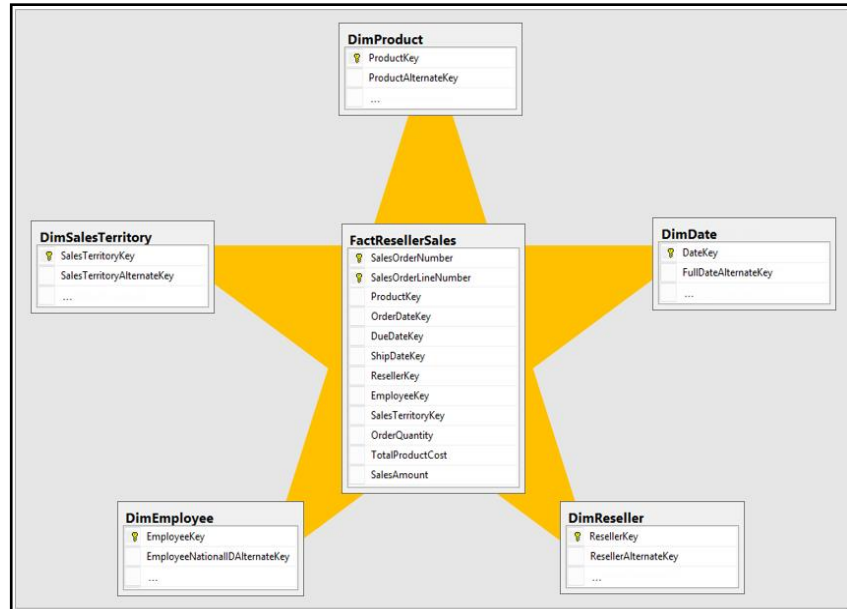 DimProduct
ProductKey
ProductAlternateKey
...
DimSalesTerritory
SalesTerritoryKey
SalesTerritoryAlternateKey
...
FactResellerSales
SalesOrderNumber
SalesOrderLineNumber
ProductKey
OrderDateKey
DueDateKey
ShipDateKey
ResellerKey
EmployeeKey
SalesTerritoryKey
OrderQuantity
TotalProductCost
SalesAmount
DimDate
DateKey
FullDateAlternateKey
...
DimEmployee
EmployeeKey
EmployeeNationalIDAlternateKey
...
DimReseller
ResellerKey
ResellerAlternateKey
...